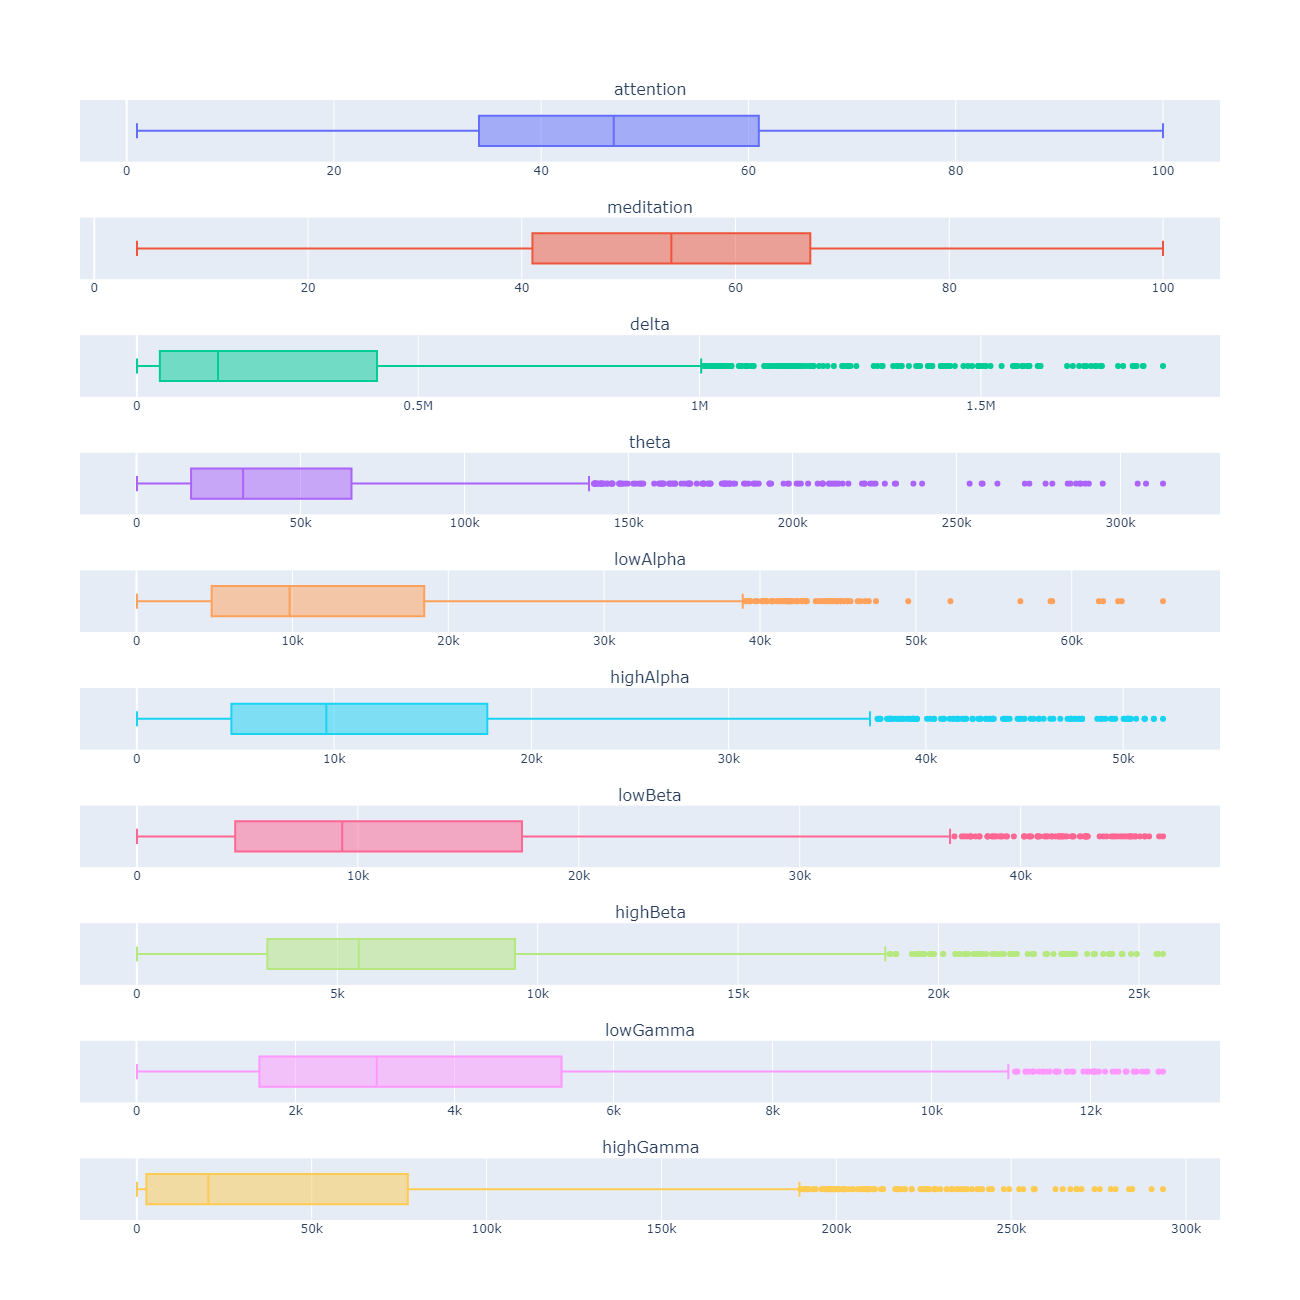 attention
0 20 40 60 80 100
meditation
0 20 40 60 80 100
delta
0 0.5M 1M 1.5M
theta
0 50k 100k 150k 200k 250k 300k
lowAlpha
0 10k 20k 30k 40k 50k 60k
highAlpha
0 10k 20k 30k 40k 50k
lowBeta
0 10k 20k 30k 40k
highBeta
0 5k 10k 15k 20k 25k
lowGamma
0 2k 4k 6k 8k 10k 12k
highGamma
0 50k 100k 150k 200k 250k 300k